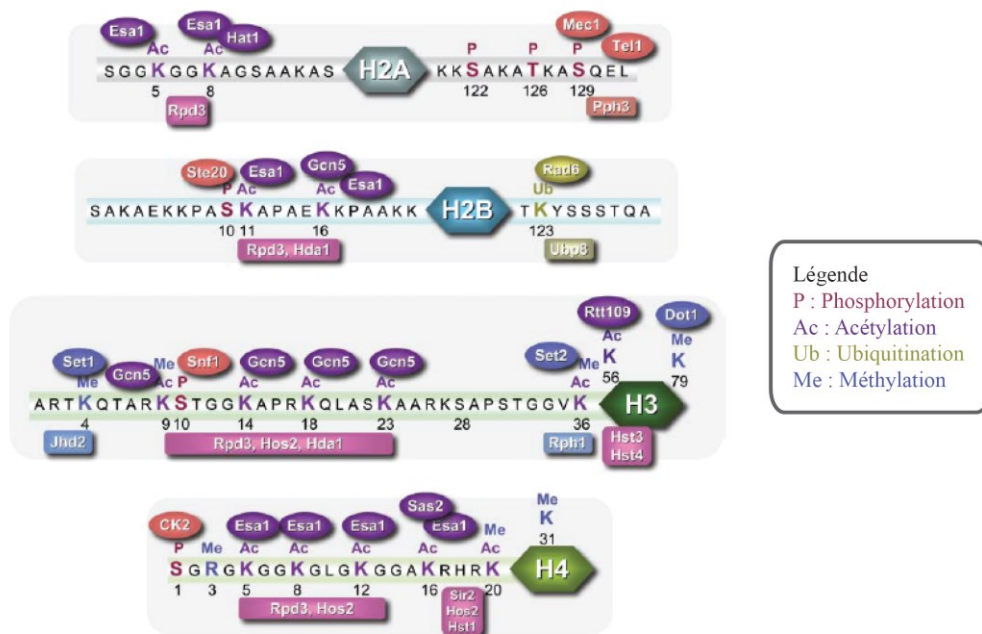 Esa1 Esa1 Hat1 Mec1 Tel1
Ac Ac P P P
SGGKGGKAGSAAKAS H2A KKSAKATKASQEL
5 8 122 126 129
Rpd3 Pph3
Ste20 Esa1 Gcn5 Esa1 Rad6
P Ac Ac Ub
SAKAEKKPASKAPAEKKPAAKK H2B TKYSSSTQA
10 11 16 123
Rpd3, Hda1 Ubp8
Rtt109 Dot1
Ac Me
K K
56 79
Set1 Gcn5 Me Snf1 Gcn5 Gcn5 Gcn5 Set2 Me
Me Ac P Ac Ac Ac Ac
ARTKQTARKSTGGKAPRKQLASKAARKSAPSTGGVK H3
4 9 10 14 18 23 28 36
Jhd2 Rpd3, Hos2, Hda1 Rph1 Hst3
Hst4
CK2 Esa1 Esa1 Esa1 Sas2 Esa1 Me
K
31
P Me Ac Ac Ac Ac Me Ac
SGRGKGGKGLGKGGAKRHRK H4
1 3 5 8 12 16 20
Rpd3, Hos2 Sir2
Hos2
Hst1
Légende
P : Phosphorylation
Ac : Acétylation
Ub : Ubiquitination
Me : Méthylation